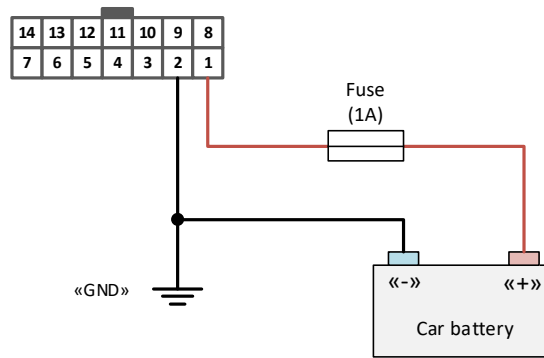 14 13 12 11 10 9 8
7 6 5 4 3 2 1
Fuse
(1A)
«GND»
«-» «+»
Car battery